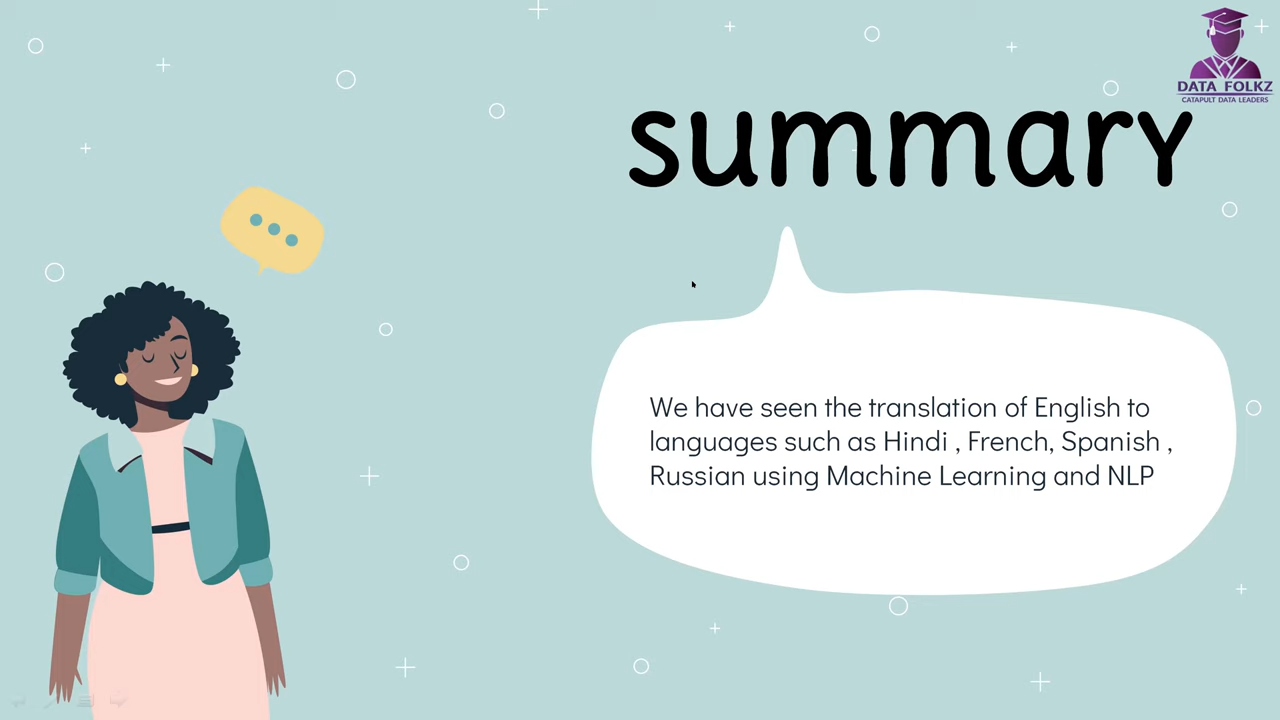 DATA FOLKZ
CATAPULT DATA LEADERS
summary
We have seen the translation of English to
languages such as Hindi , French, Spanish ,
Russian using Machine Learning and NLP